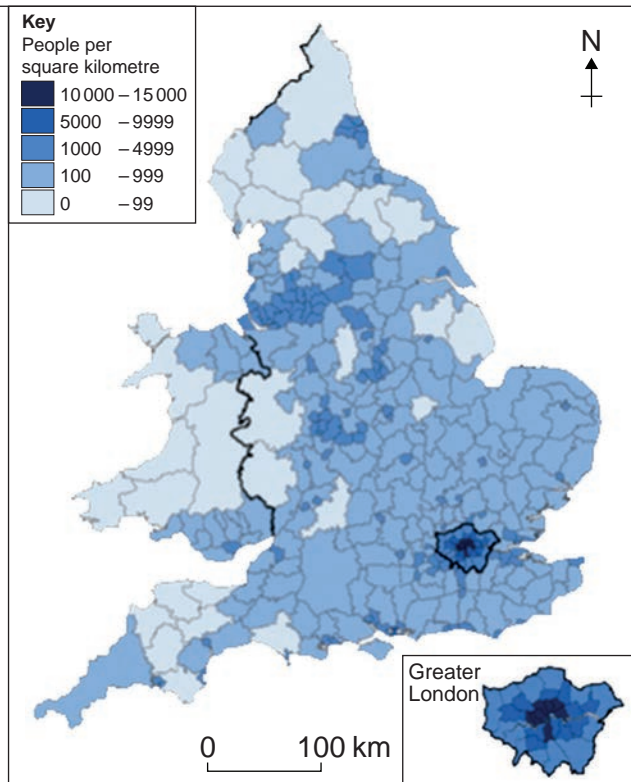 Key
People per
square kilometre
10 000 – 15 000
5000 – 9999
1000 – 4999
100 – 999
0 – 99
N
0 100 km
Greater
London